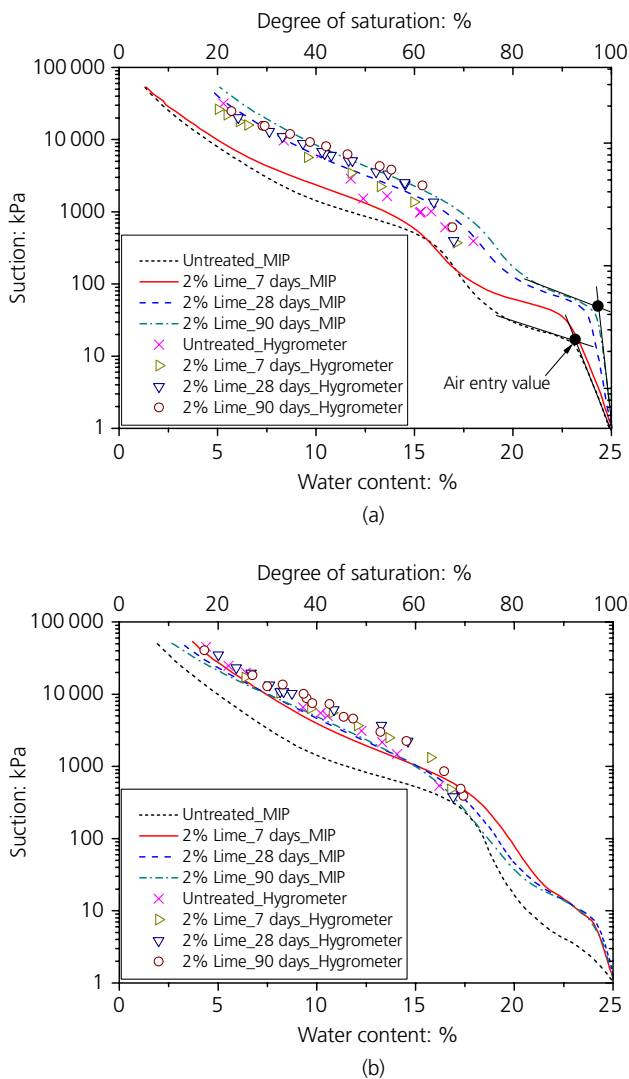 Degree of saturation: %
0 20 40 60 80 100
100 000
10 000
1000
100
10
1
Suction: kPa
Untreated_MIP
2% Lime_7 days_MIP
2% Lime_28 days_MIP
2% Lime_90 days_MIP
Untreated_Hygrometer
2% Lime_7 days_Hygrometer
2% Lime_28 days_Hygrometer
2% Lime_90 days_Hygrometer
Air entry value
0 5 10 15 20 25
Water content: %
(a)
Degree of saturation: %
0 20 40 60 80 100
100 000
10 000
1000
100
10
1
Suction: kPa
Untreated_MIP
2% Lime_7 days_MIP
2% Lime_28 days_MIP
2% Lime_90 days_MIP
Untreated_Hygrometer
2% Lime_7 days_Hygrometer
2% Lime_28 days_Hygrometer
2% Lime_90 days_Hygrometer
0 5 10 15 20 25
Water content: %
(b)